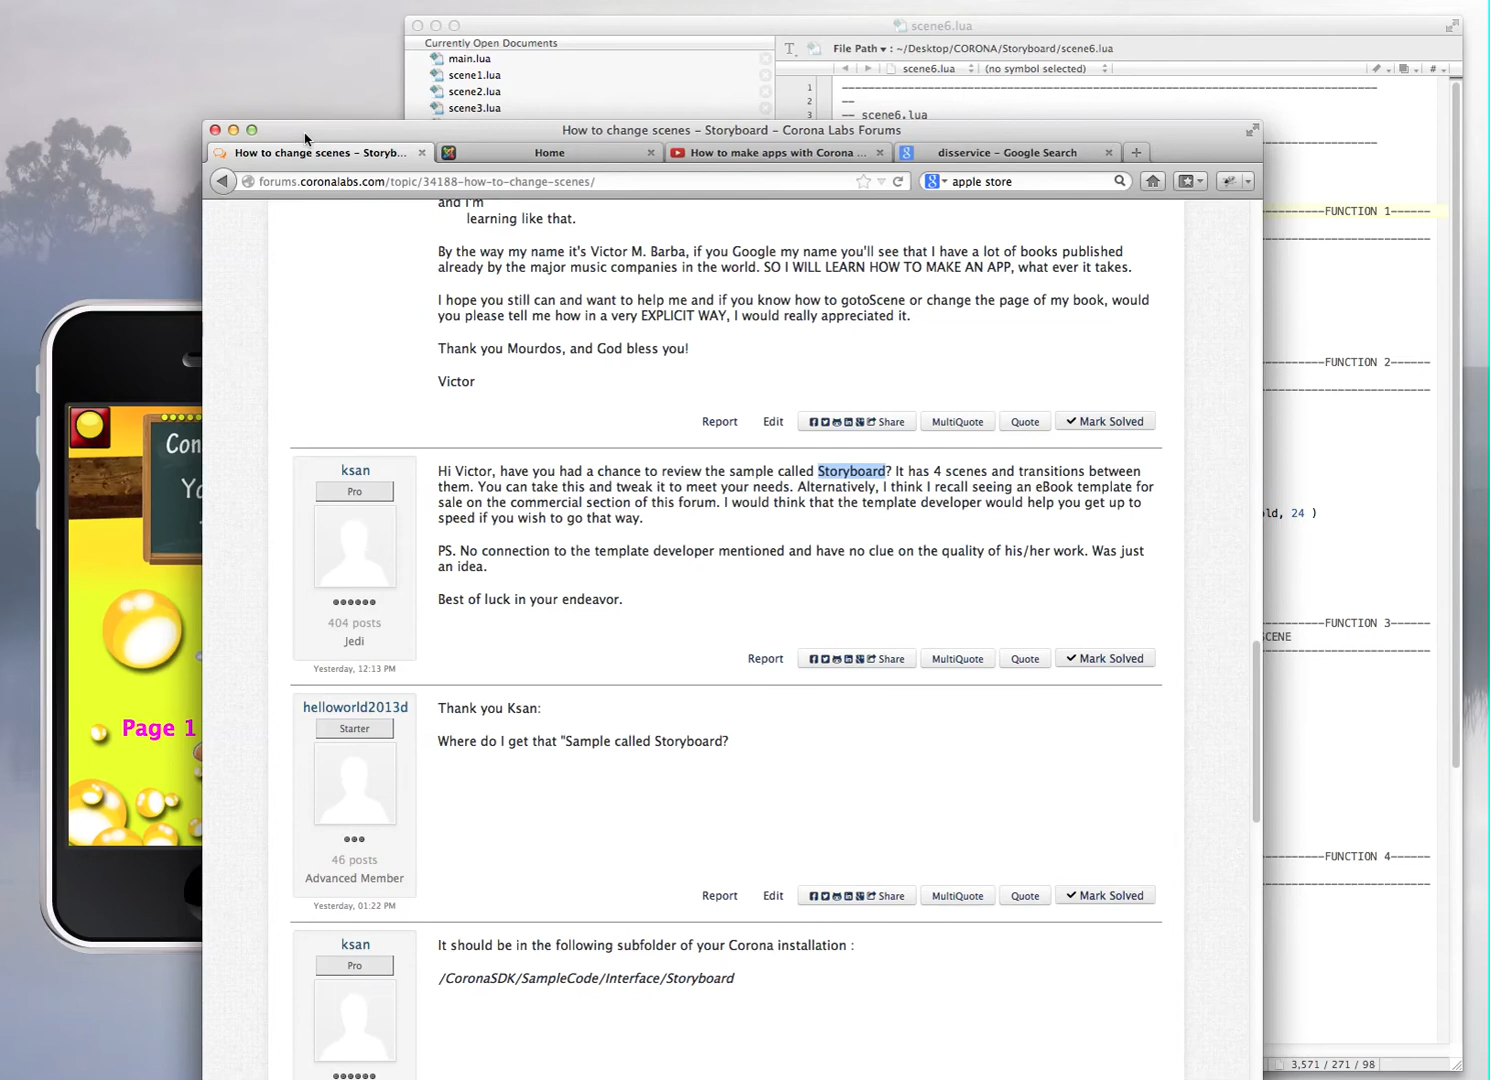 scene6.lua
Currently Open Documents
main.lua
scene1.lua
scene2.lua
scene3.lua
File Path ▾ : ~/Desktop/CORONA/Storyboard/scene6.lua
scene6.lua
(no symbol selected)
1
2
3
--
-- scene6.lua
How to change scenes – Storyboard – Corona Labs Forums
How to change scenes – Storyb...
Home
How to make apps with Corona ...
disservice – Google Search
forums.coronalabs.com/topic/34188-how-to-change-scenes/
apple store
and I'm
learning like that.
By the way my name it's Victor M. Barba, if you Google my name you'll see that I have a lot of books published
already by the major music companies in the world. SO I WILL LEARN HOW TO MAKE AN APP, what ever it takes.
I hope you still can and want to help me and if you know how to gotoScene or change the page of my book, would
you please tell me how in a very EXPLICIT WAY, I would really appreciated it.
Thank you Mourdos, and God bless you!
Victor
Report Edit Share MultiQuote Quote ✔ Mark Solved
ksan
Pro
404 posts
Jedi
Yesterday, 12:13 PM
Hi Victor, have you had a chance to review the sample called Storyboard? It has 4 scenes and transitions between
them. You can take this and tweak it to meet your needs. Alternatively, I think I recall seeing an eBook template for
sale on the commercial section of this forum. I would think that the template developer would help you get up to
speed if you wish to go that way.
PS. No connection to the template developer mentioned and have no clue on the quality of his/her work. Was just
an idea.
Best of luck in your endeavor.
Report Share MultiQuote Quote ✔ Mark Solved
helloworld2013d
Starter
46 posts
Advanced Member
Yesterday, 01:22 PM
Thank you Ksan:
Where do I get that "Sample called Storyboard?
Report Edit Share MultiQuote Quote ✔ Mark Solved
ksan
Pro
It should be in the following subfolder of your Corona installation :
/CoronaSDK/SampleCode/Interface/Storyboard
Con
Yo
Page 1
------FUNCTION 1------
------FUNCTION 2------
ld, 24 )
------FUNCTION 3------
SCENE
------FUNCTION 4------
3,571 / 271 / 98